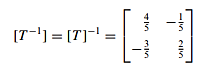 [T⁻¹] = [T]⁻¹ = [ 4/5 -1/5
-3/5 2/5 ]